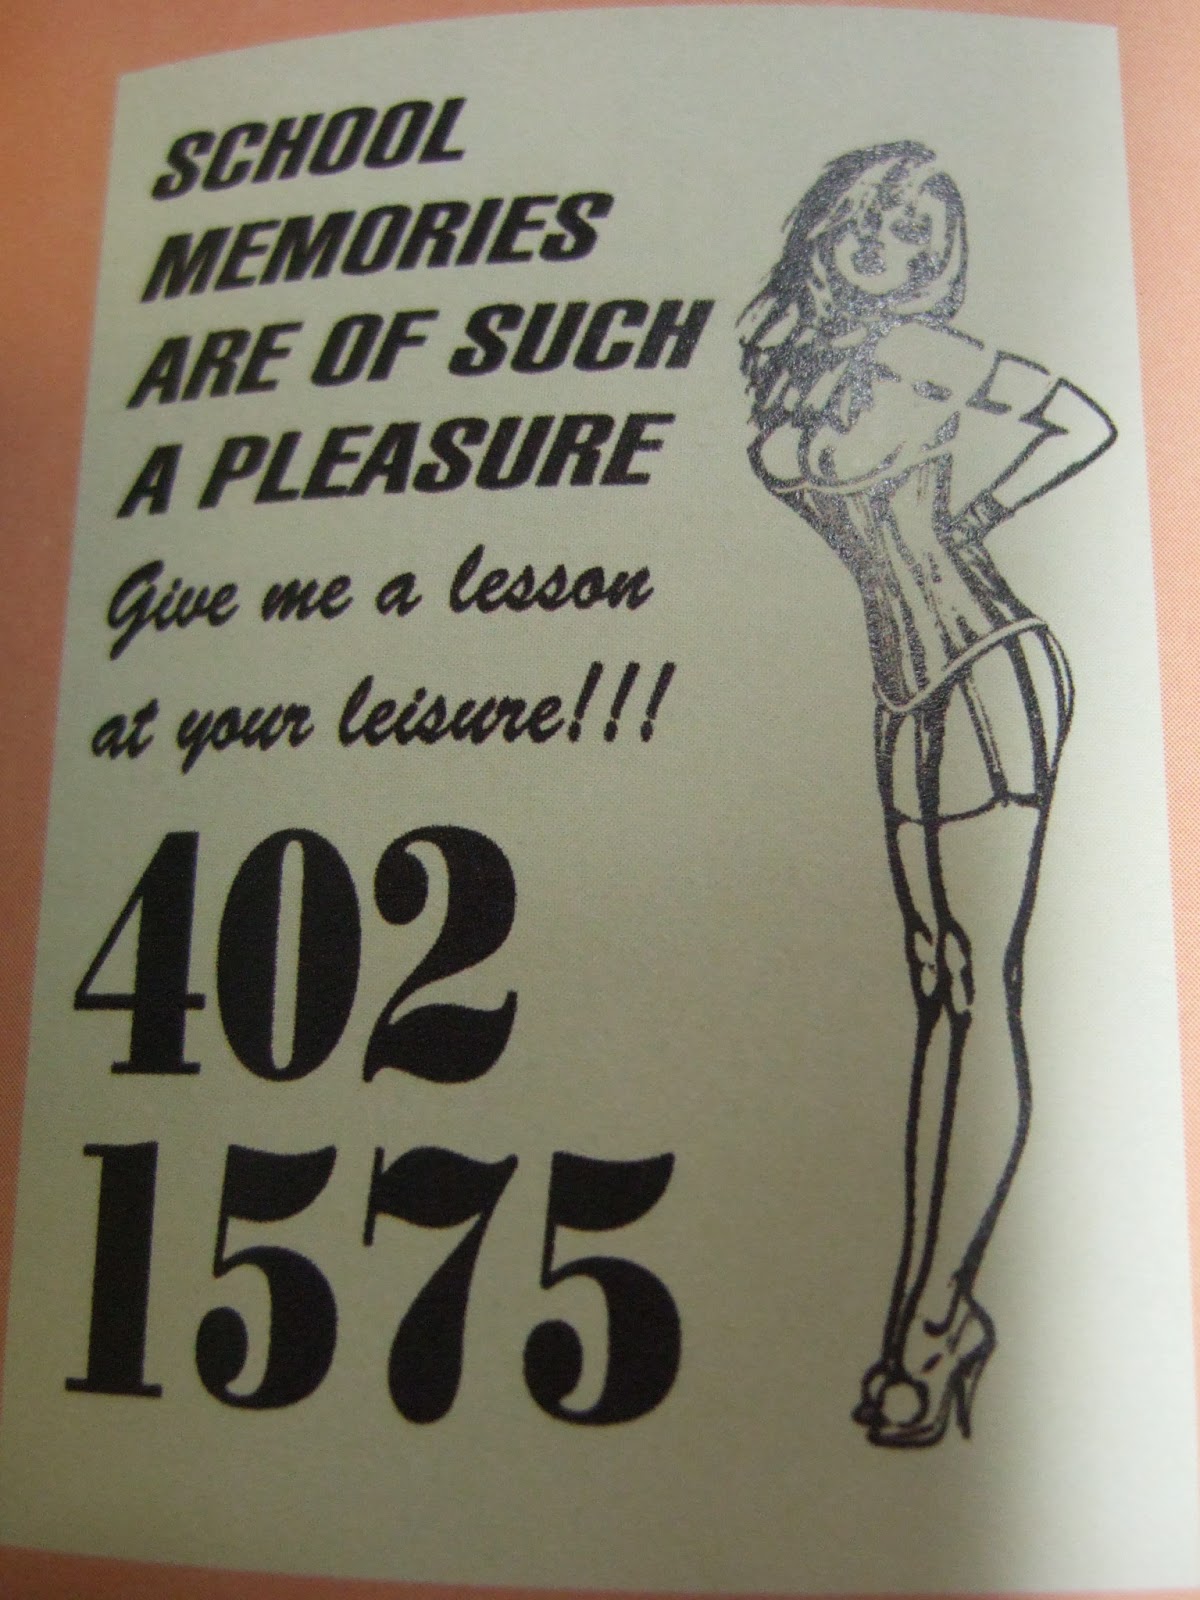 SCHOOL
MEMORIES
ARE OF SUCH
A PLEASURE
Give me a lesson
at your leisure!!!
402
1575